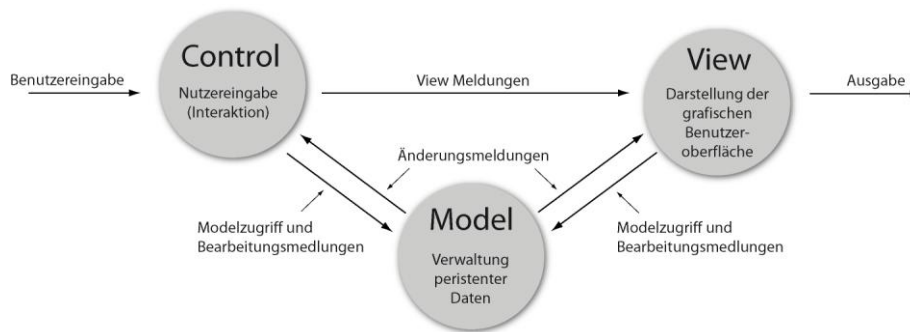 Control
Nutzereingabe
(Interaktion)
Benutzereingabe
View Meldungen
View
Darstellung der
grafischen
Benutzer-
oberfläche
Ausgabe
Änderungsmeldungen
Modelzugriff und
Bearbeitungsmedlungen
Model
Verwaltung
peristenter
Daten
Modelzugriff und
Bearbeitungsmedlungen